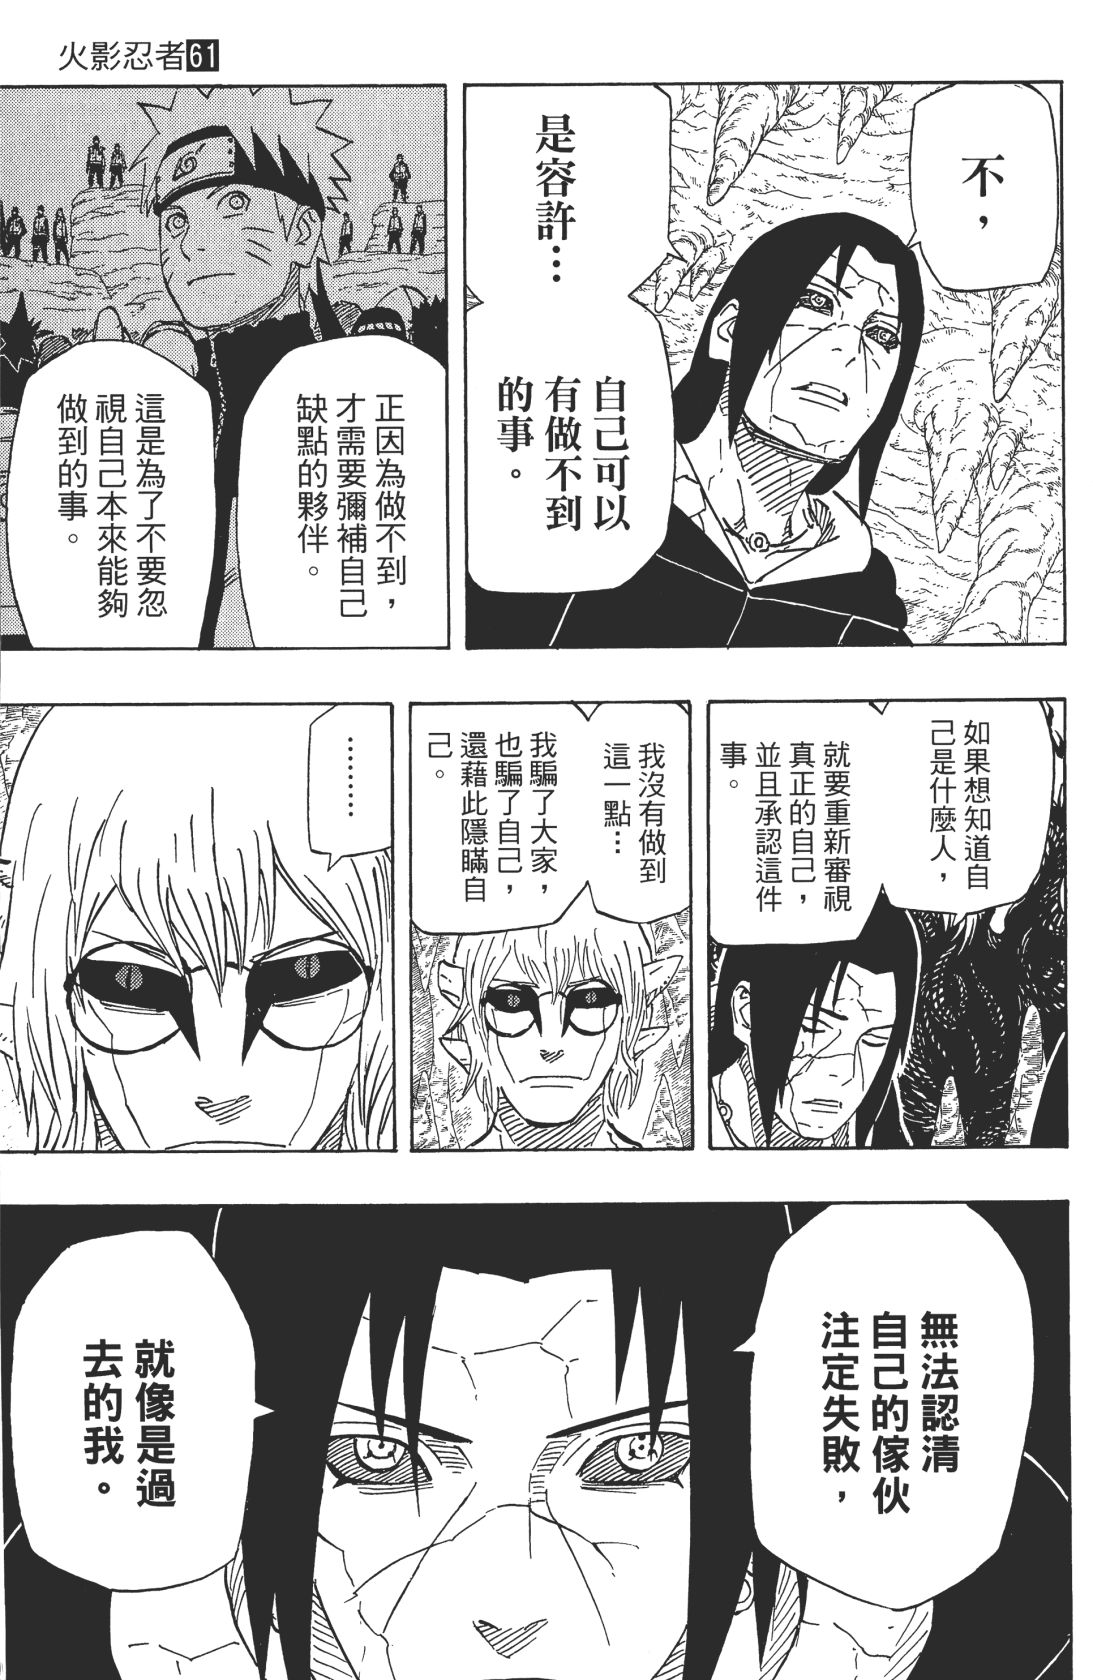 火影忍者61
不，
是容許…
自己可以
有做不到
的事。
正因為做不到，
才需要彌補自己
缺點的夥伴。
這是為了不要忽
視自己本來能夠
做到的事。
如果想知道自
己是什麼人，
就要重新審視
真正的自己，
並且承認這件
事。
我沒有做到
這一點…
我騙了大家，
也騙了自己，
還藉此隱瞞自
己。
………
無法認清
自己的傢伙
注定失敗，
就像是過
去的我。